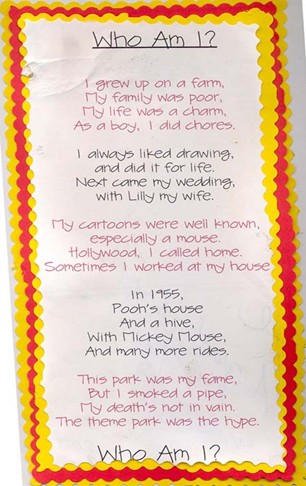 Who Am I?
I grew up on a farm,
My family was poor,
My life was a charm,
As a boy, I did chores.
I always liked drawing,
and did it for life.
Next came my wedding,
with Lilly my wife.
My cartoons were well known,
especially a mouse.
Hollywood, I called home.
Sometimes I worked at my house
In 1955,
Pooh's house
And a hive,
With Mickey Mouse,
And many more rides.
This park was my fame,
But I smoked a pipe,
My death's not in vain.
The theme park was the hype.
Who Am I?